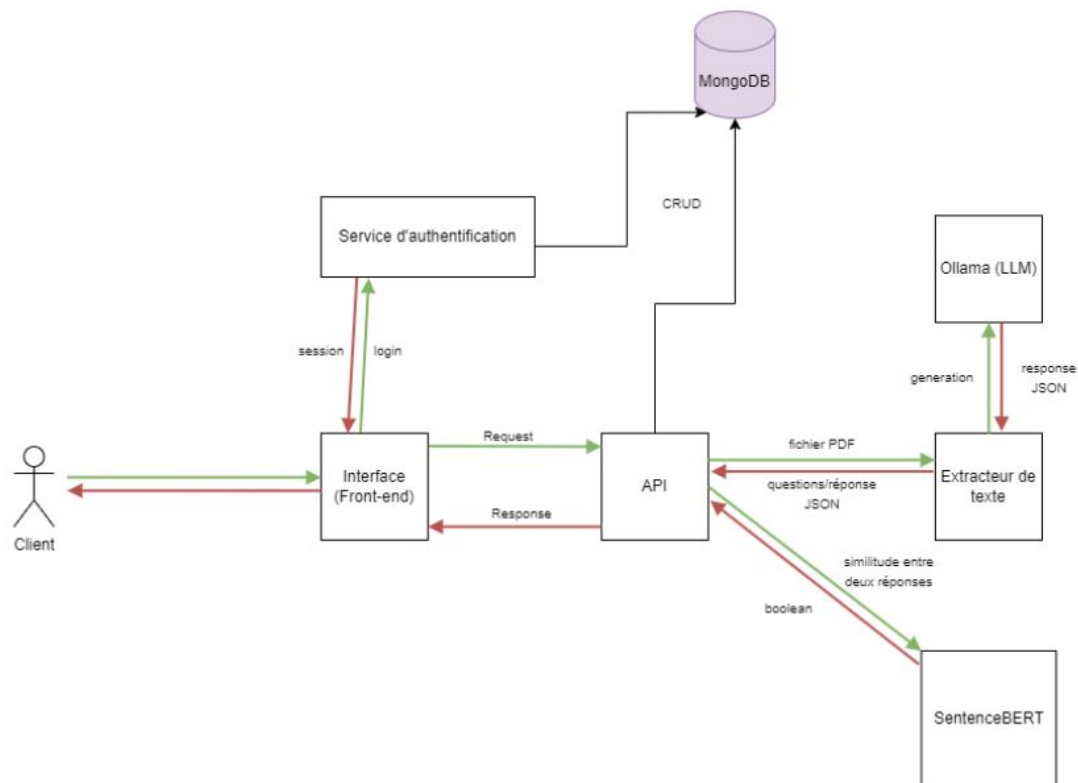 MongoDB
CRUD
Service d'authentification
Ollama (LLM)
session
login
generation
response
JSON
Client
Interface
(Front-end)
Request
Response
API
fichier PDF
questions/réponse
JSON
Extracteur de
texte
similitude entre
deux réponses
boolean
SentenceBERT